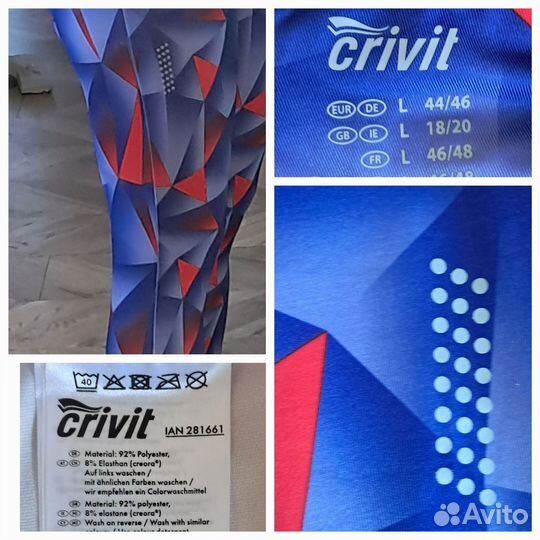 crivit
EUR DE L 44/46
GB IE L 18/20
FR L 46/48
40
crivit IAN 281661
Material: 92% Polyester,
8% Elasthan (creora®)
Auf links waschen /
mit ähnlichen Farben waschen /
wir empfehlen ein Colorwaschmittel
Material: 92% polyester,
8% elastane (creora®)
Wash on reverse / Wash with similar
Avito